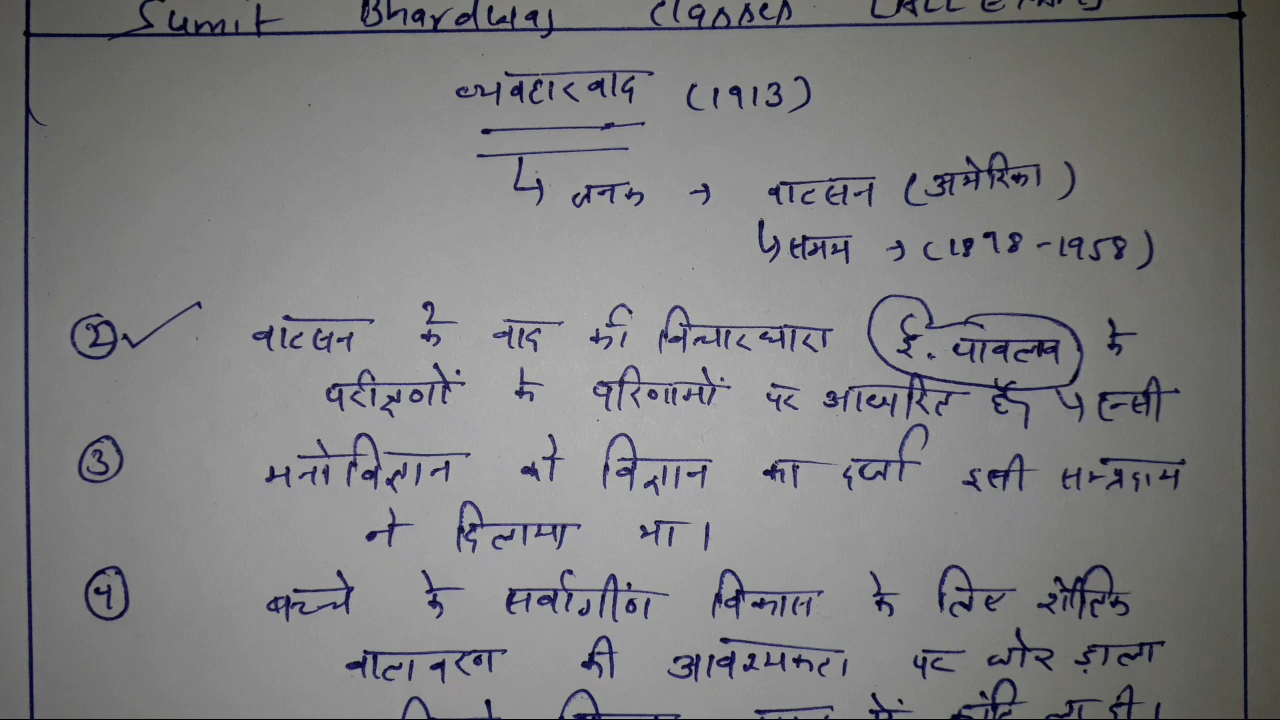 Sumit Bhardwaj Classes
व्यवहारवाद (1913)
↳ जनक → वाटसन (अमेरिका)
↳ समय → (1878-1958)
② ✓ वाटसन के वाद की विचारधारा ई. पावलव के
परीक्षणों के परिणामों पर आधारित है ↳ रूसी
③ मनोविज्ञान को विज्ञान का दर्जा इसी सम्प्रदाय
ने दिलाया था।
④ बच्चे के सर्वागींण विकास के लिए भौतिक
वातावरण की आवश्यकता पर जोर डाला
में क्रांति ला दी।